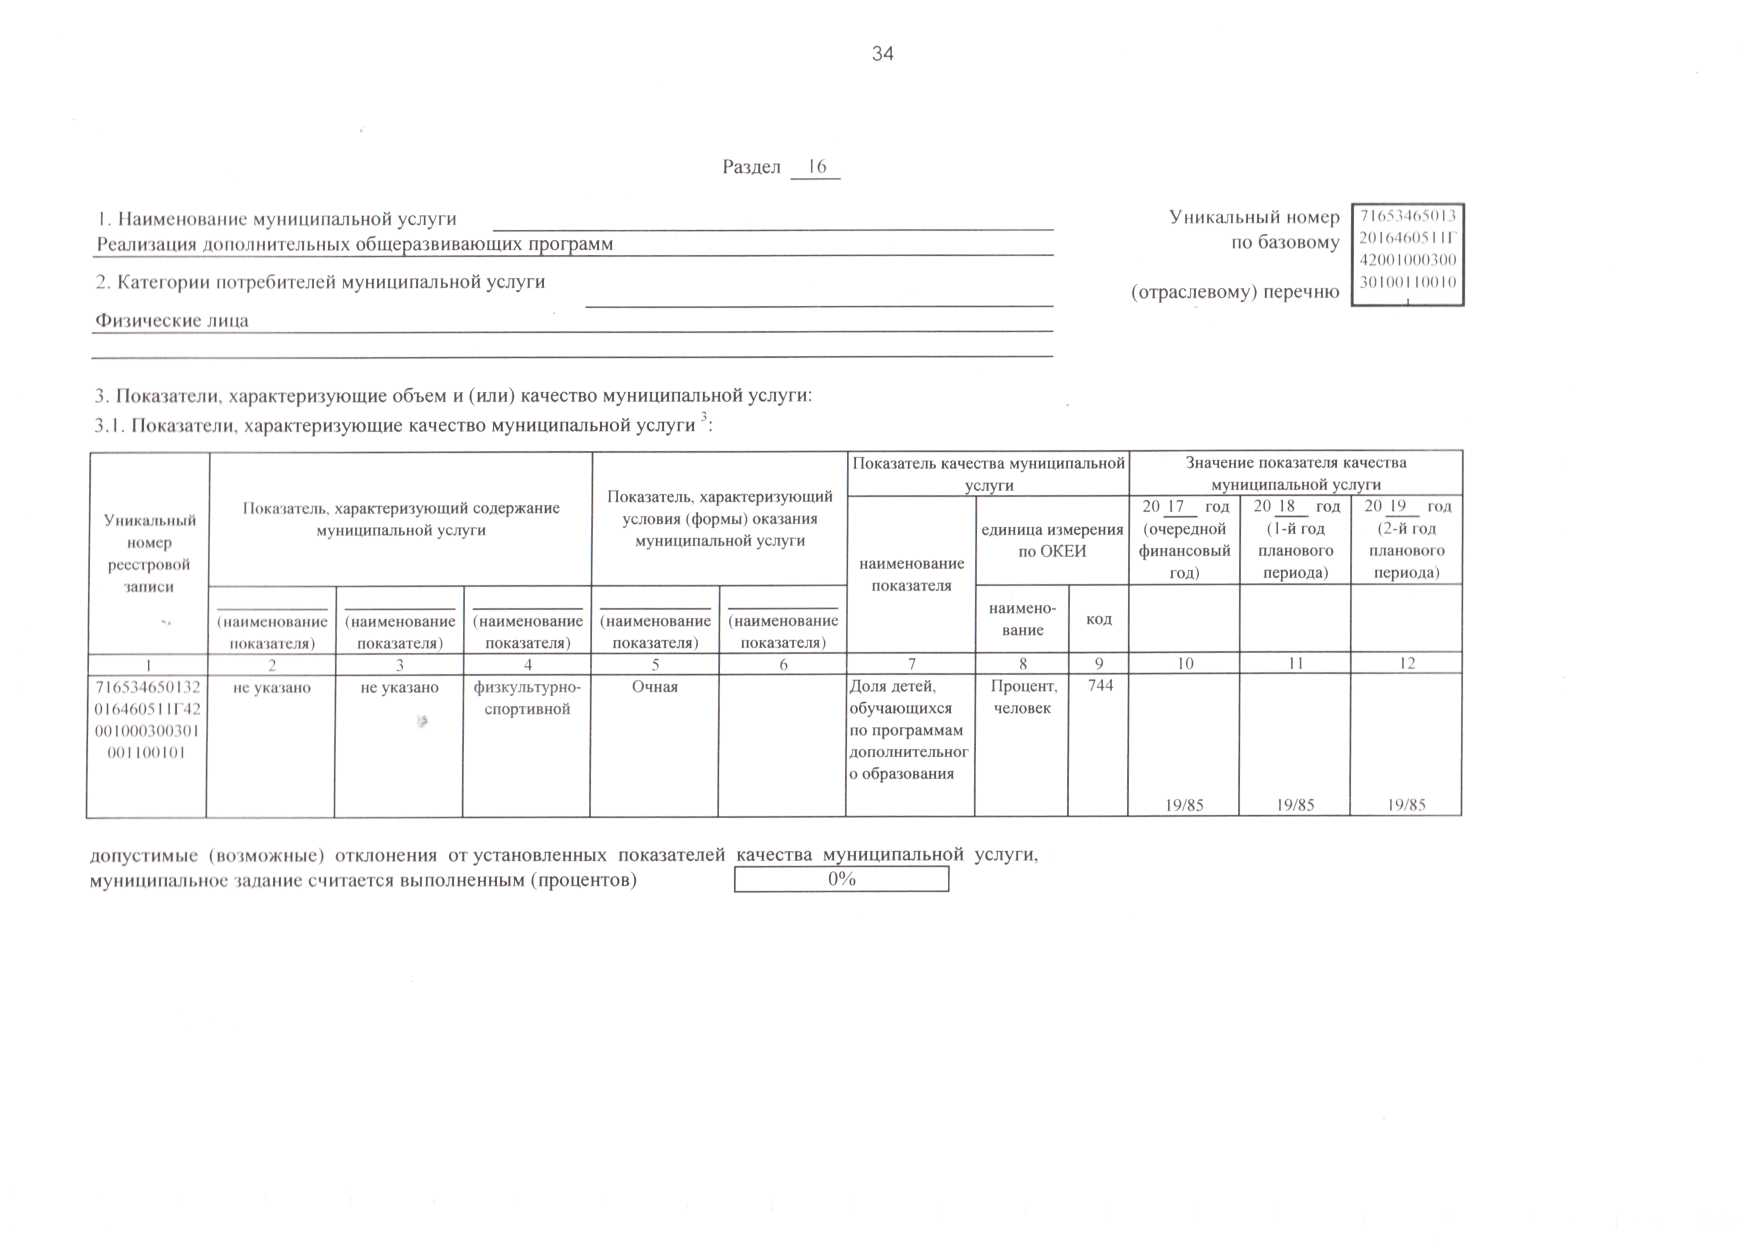 34
Раздел 16
1. Наименование муниципальной услуги
Реализация дополнительных общеразвивающих программ
2. Категории потребителей муниципальной услуги
Физические лица
Уникальный номер
по базовому
(отраслевому) перечню
71653465013
2016460511Г
42001000300
30100110010
1
3. Показатели, характеризующие объем и (или) качество муниципальной услуги:
3.1. Показатели, характеризующие качество муниципальной услуги 3:
Уникальный
номер
реестровой
записи
Показатель, характеризующий содержание
муниципальной услуги
Показатель, характеризующий
условия (формы) оказания
муниципальной услуги
Показатель качества муниципальной
услуги
Значение показателя качества
муниципальной услуги
наименование
показателя
единица измерения
по ОКЕИ
20 17 год
(очередной
финансовый
год)
20 18 год
(1-й год
планового
периода)
20 19 год
(2-й год
планового
периода)
(наименование
показателя)
(наименование
показателя)
(наименование
показателя)
(наименование
показателя)
(наименование
показателя)
наимено-
вание
код
1 2 3 4 5 6 7 8 9 10 11 12
716534650132
016460511Г42
001000300301
001100101
не указано
не указано
физкультурно-
спортивной
Очная
Доля детей,
обучающихся
по программам
дополнительног
о образования
Процент,
человек
744
19/85
19/85
19/85
допустимые (возможные) отклонения от установленных показателей качества муниципальной услуги,
муниципальное задание считается выполненным (процентов) 0%